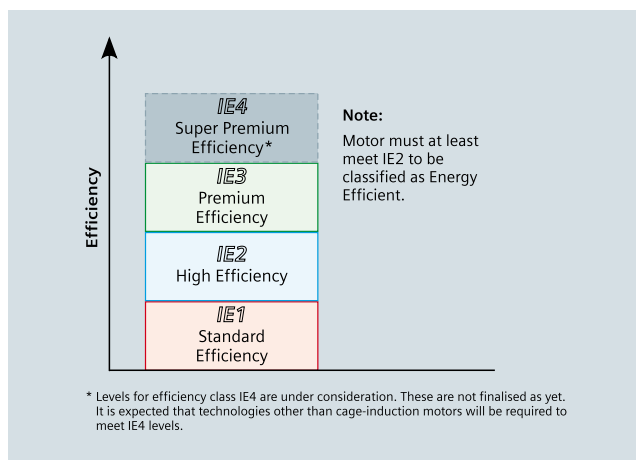 Efficiency
IE4
Super Premium
Efficiency*
IE3
Premium
Efficiency
IE2
High Efficiency
IE1
Standard
Efficiency
Note:
Motor must at least
meet IE2 to be
classified as Energy
Efficient.
* Levels for efficiency class IE4 are under consideration. These are not finalised as yet.
It is expected that technologies other than cage-induction motors will be required to
meet IE4 levels.